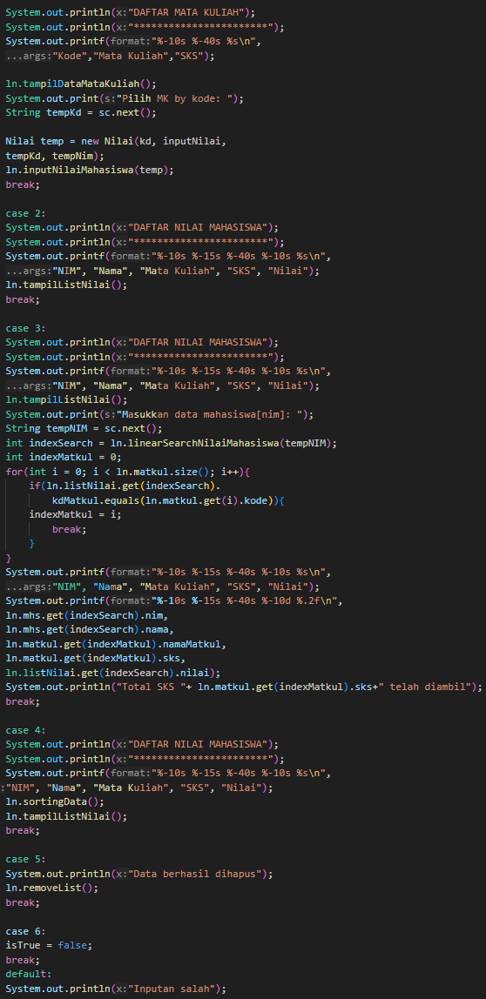 System.out.println(x:"DAFTAR MATA KULIAH");
System.out.println(x:"***********************");
System.out.printf(format:"%-10s %-40s %s\n",
...args:"Kode","Mata Kuliah","SKS");
ln.tampilDataMataKuliah();
System.out.print(s:"Pilih MK by kode: ");
String tempKd = sc.next();
Nilai temp = new Nilai(kd, inputNilai,
tempKd, tempNim);
ln.inputNilaiMahasiswa(temp);
break;
case 2:
System.out.println(x:"DAFTAR NILAI MAHASISWA");
System.out.println(x:"***********************");
System.out.printf(format:"%-10s %-15s %-40s %-10s %s\n",
...args:"NIM", "Nama", "Mata Kuliah", "SKS", "Nilai");
ln.tampilListNilai();
break;
case 3:
System.out.println(x:"DAFTAR NILAI MAHASISWA");
System.out.println(x:"***********************");
System.out.printf(format:"%-10s %-15s %-40s %-10s %s\n",
...args:"NIM", "Nama", "Mata Kuliah", "SKS", "Nilai");
ln.tampilListNilai();
System.out.print(s:"Masukkan data mahasiswa[nim]: ");
String tempNIM = sc.next();
int indexSearch = ln.linearSearchNilaiMahasiswa(tempNIM);
int indexMatkul = 0;
for(int i = 0; i < ln.matkul.size(); i++){
if(ln.listNilai.get(indexSearch).
kdMatkul.equals(ln.matkul.get(i).kode)){
indexMatkul = i;
break;
}
}
System.out.printf(format:"%-10s %-15s %-40s %-10s %s\n",
...args:"NIM", "Nama", "Mata Kuliah", "SKS", "Nilai");
System.out.printf(format:"%-10s %-15s %-40s %-10d %.2f\n",
ln.mhs.get(indexSearch).nim,
ln.mhs.get(indexSearch).nama,
ln.matkul.get(indexMatkul).namaMatkul,
ln.matkul.get(indexMatkul).sks,
ln.listNilai.get(indexSearch).nilai);
System.out.println("Total SKS "+ ln.matkul.get(indexMatkul).sks+" telah diambil");
break;
case 4:
System.out.println(x:"DAFTAR NILAI MAHASISWA");
System.out.println(x:"***********************");
System.out.printf(format:"%-10s %-15s %-40s %-10s %s\n",
:"NIM", "Nama", "Mata Kuliah", "SKS", "Nilai");
ln.sortingData();
ln.tampilListNilai();
break;
case 5:
System.out.println(x:"Data berhasil dihapus");
ln.removeList();
break;
case 6:
isTrue = false;
break;
default:
System.out.println(x:"Inputan salah");